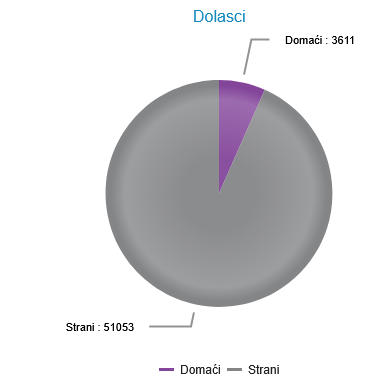 Dolasci
Domaći : 3611
Strani : 51053
Domaći
Strani